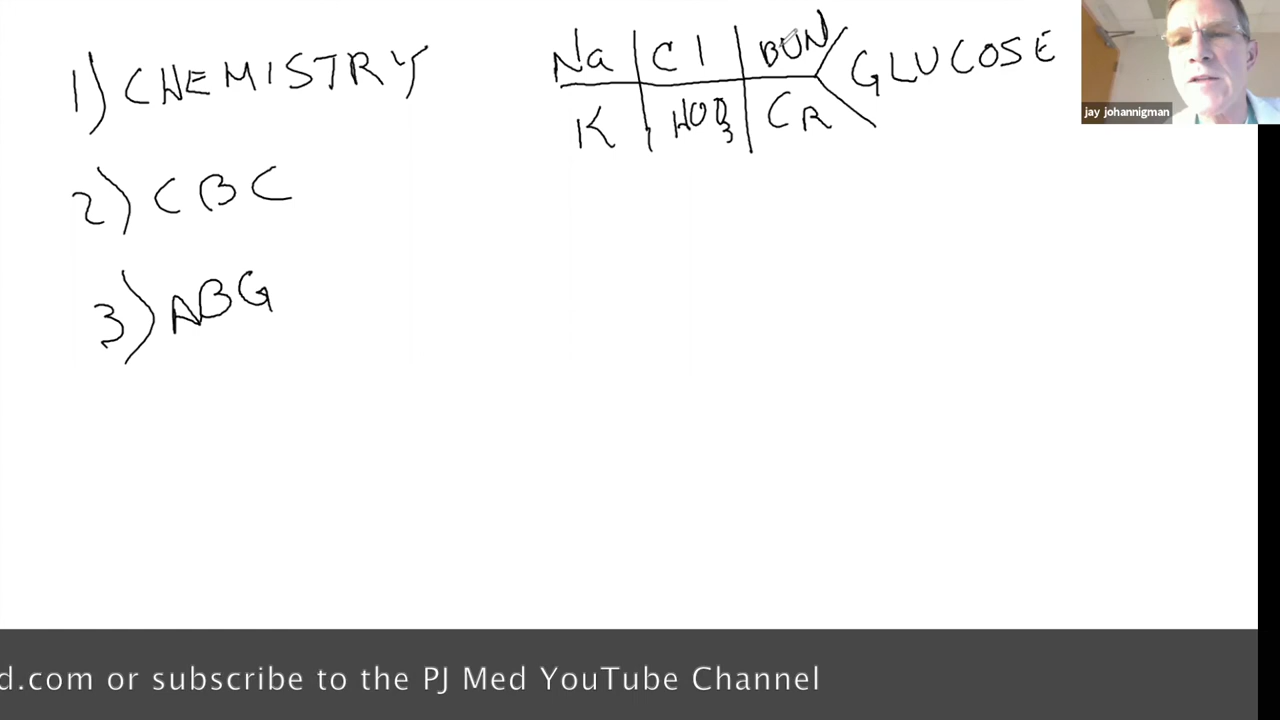 1) CHEMISTRY
Na Cl BUN GLUCOSE
K HCO3 CR
2) CBC
3) ABG
jay johannigman
d.com or subscribe to the PJ Med YouTube Channel